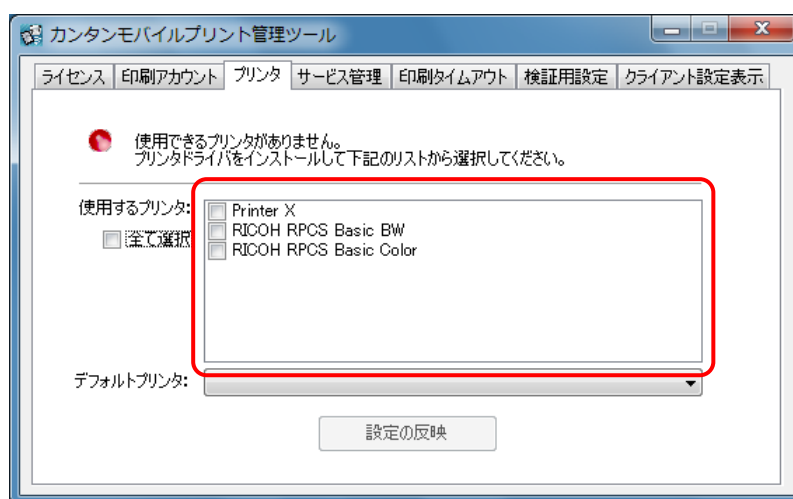 カンタンモバイルプリント管理ツール
ライセンス 印刷アカウント プリンタ サービス管理 印刷タイムアウト 検証用設定 クライアント設定表示
使用できるプリンタがありません。
プリンタドライバをインストールして下記のリストから選択してください。
使用するプリンタ:
全て選択
Printer X
RICOH RPCS Basic BW
RICOH RPCS Basic Color
デフォルトプリンタ:
設定の反映